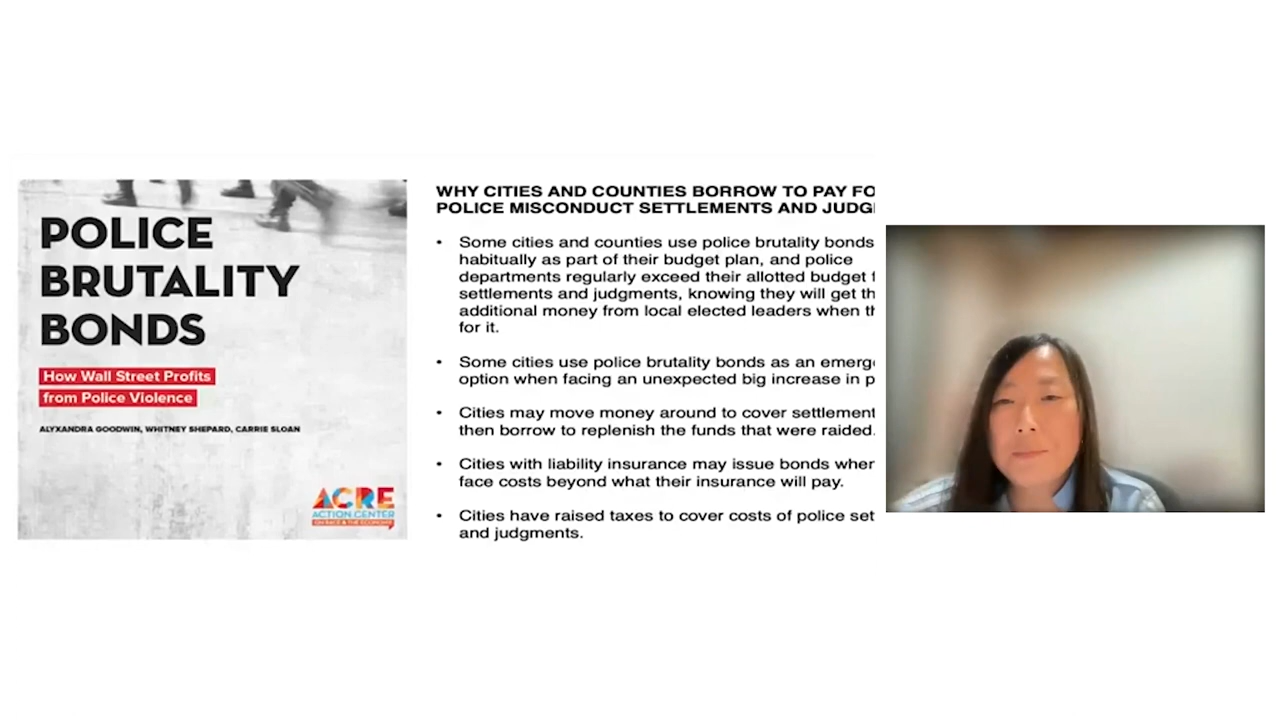 POLICE
BRUTALITY
BONDS
How Wall Street Profits
from Police Violence
ALYXANDRA GOODWIN, WHITNEY SHEPARD, CARRIE SLOAN
ACRE
ACTION CENTER
ON RACE & THE ECONOMY
WHY CITIES AND COUNTIES BORROW TO PAY FO
POLICE MISCONDUCT SETTLEMENTS AND JUDG
• Some cities and counties use police brutality bonds
habitually as part of their budget plan, and police
departments regularly exceed their allotted budget f
settlements and judgments, knowing they will get th
additional money from local elected leaders when th
for it.
• Some cities use police brutality bonds as an emerg
option when facing an unexpected big increase in p
• Cities may move money around to cover settlement
then borrow to replenish the funds that were raided.
• Cities with liability insurance may issue bonds when
face costs beyond what their insurance will pay.
• Cities have raised taxes to cover costs of police set
and judgments.